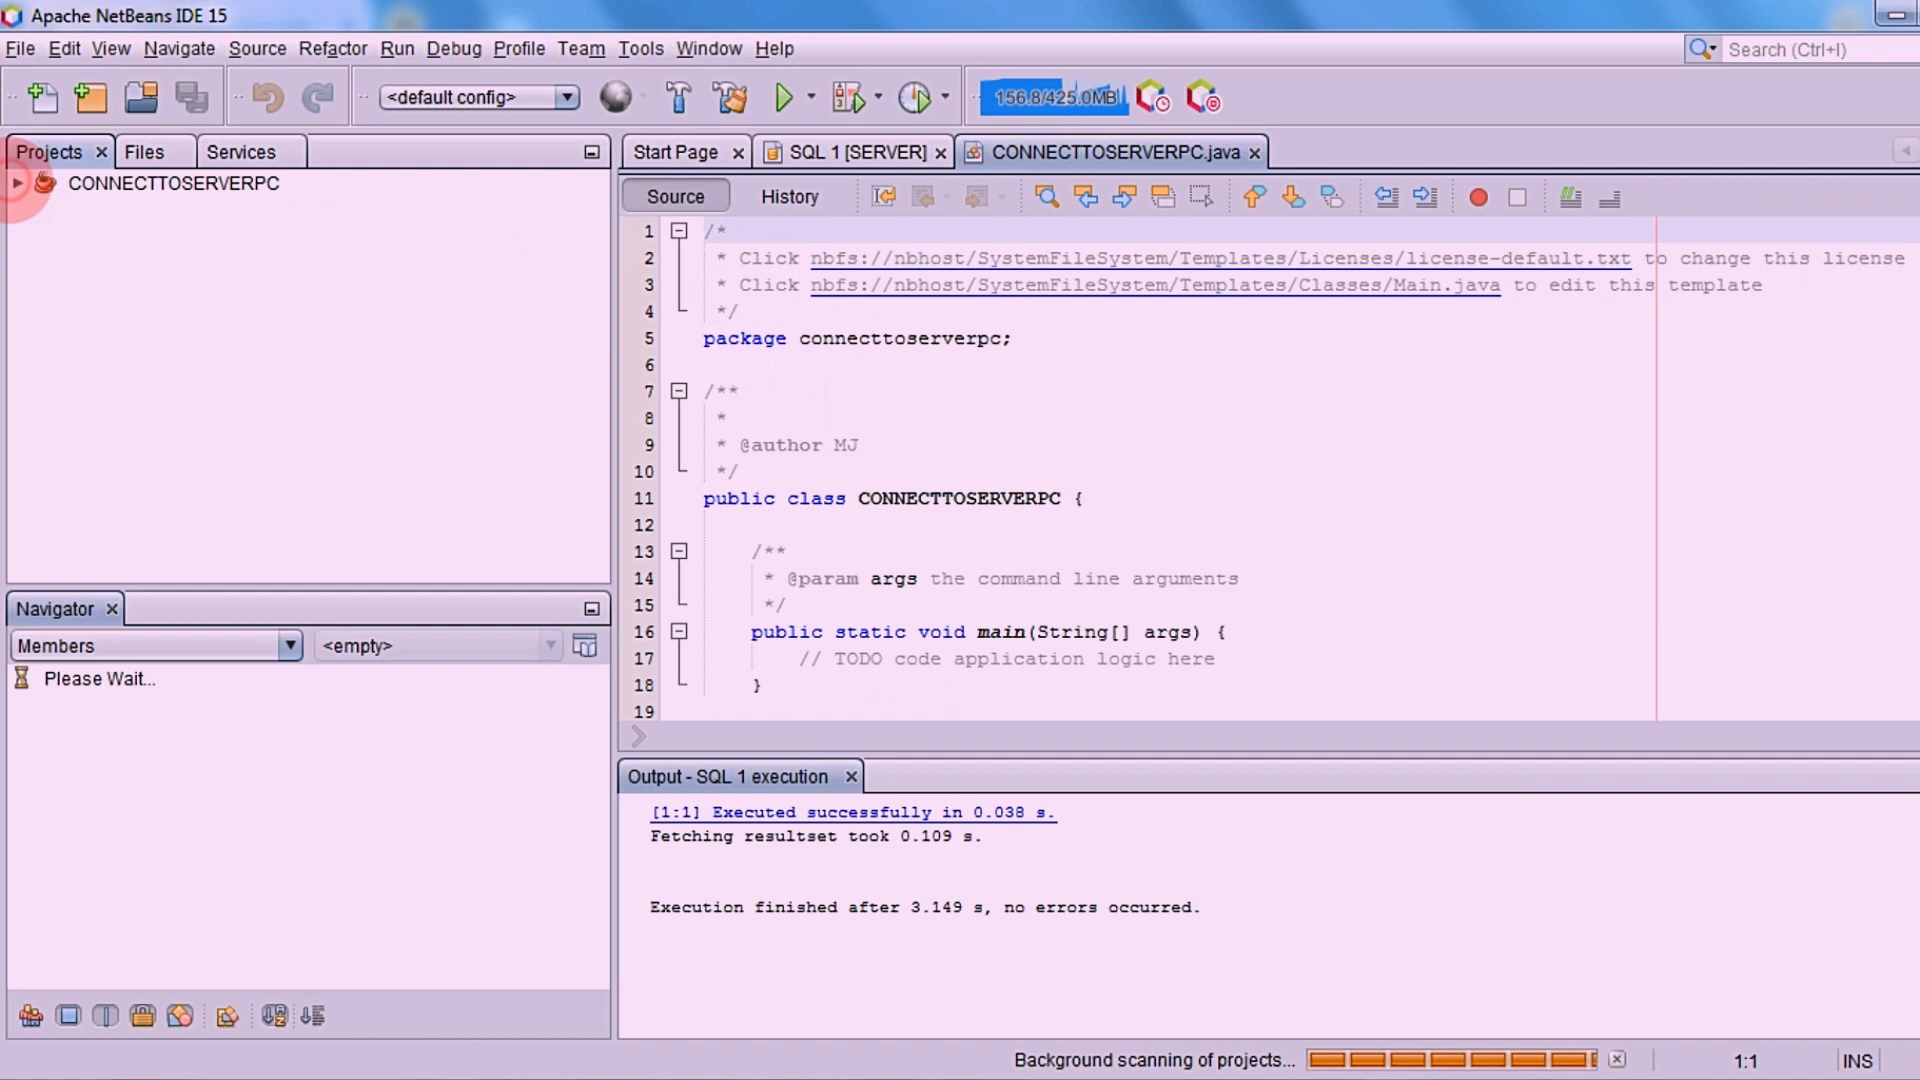 Apache NetBeans IDE 15
File Edit View Navigate Source Refactor Run Debug Profile Team Tools Window Help
Search (Ctrl+I)
<default config>
156.8/425.0MB
Projects Files Services
Start Page SQL 1 [SERVER] CONNECTTOSERVERPC.java
CONNECTTOSERVERPC
Source History
1 /*
2 * Click nbfs://nbhost/SystemFileSystem/Templates/Licenses/license-default.txt to change this license
3 * Click nbfs://nbhost/SystemFileSystem/Templates/Classes/Main.java to edit this template
4 */
5 package connecttoserverpc;
6
7 /**
8 *
9 * @author MJ
10 */
11 public class CONNECTTOSERVERPC {
12
13 /**
14 * @param args the command line arguments
15 */
16 public static void main(String[] args) {
17 // TODO code application logic here
18 }
19
Navigator
Members <empty>
Please Wait...
Output - SQL 1 execution
[1:1] Executed successfully in 0.038 s.
Fetching resultset took 0.109 s.
Execution finished after 3.149 s, no errors occurred.
Background scanning of projects... 1:1 INS